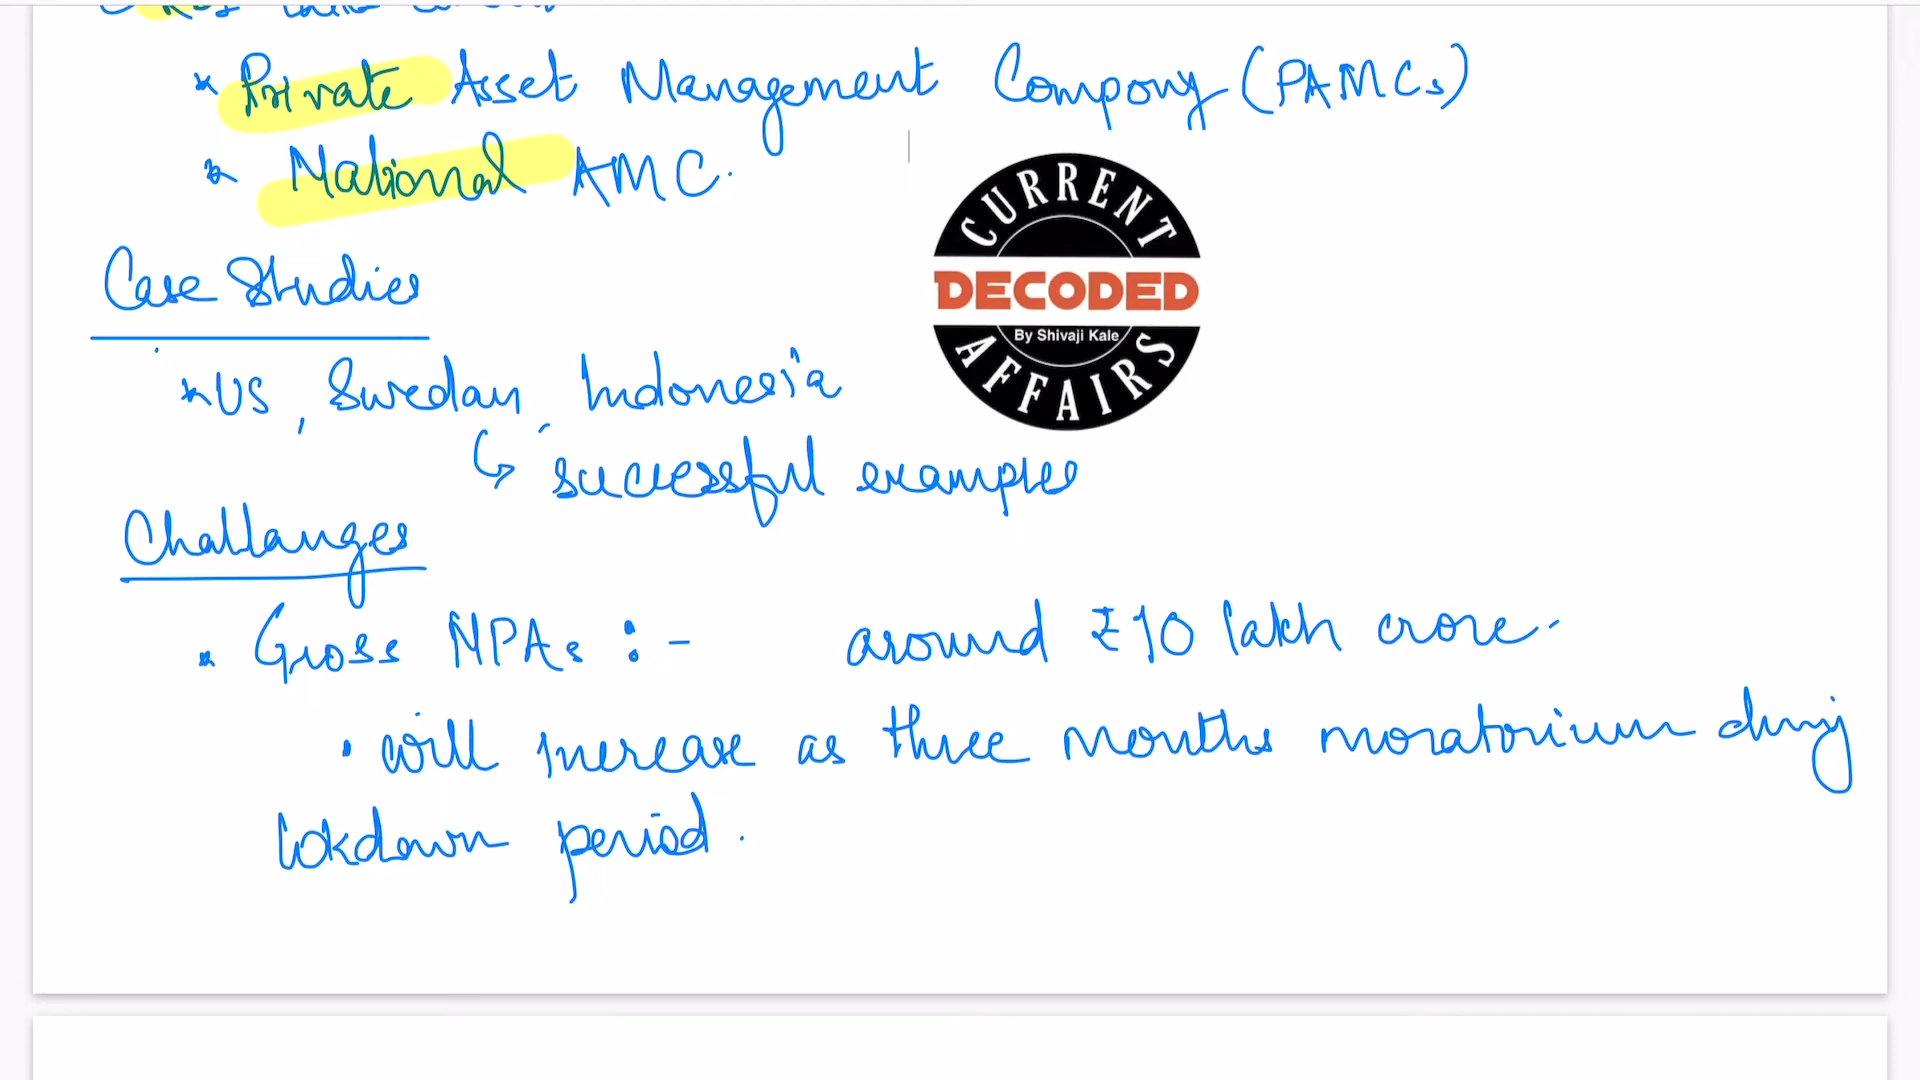 * Private Asset Management Company (PAMCs)
* National AMC.
CURRENT
DECODED
By Shivaji Kale
AFFAIRS
Case Studies
* US, Swedan, Indonesia
↳ successful examples
Challanges
* Gross NPAs :- around ₹10 lakh crore.
• will increase as three months moratorium during
lokdown period.